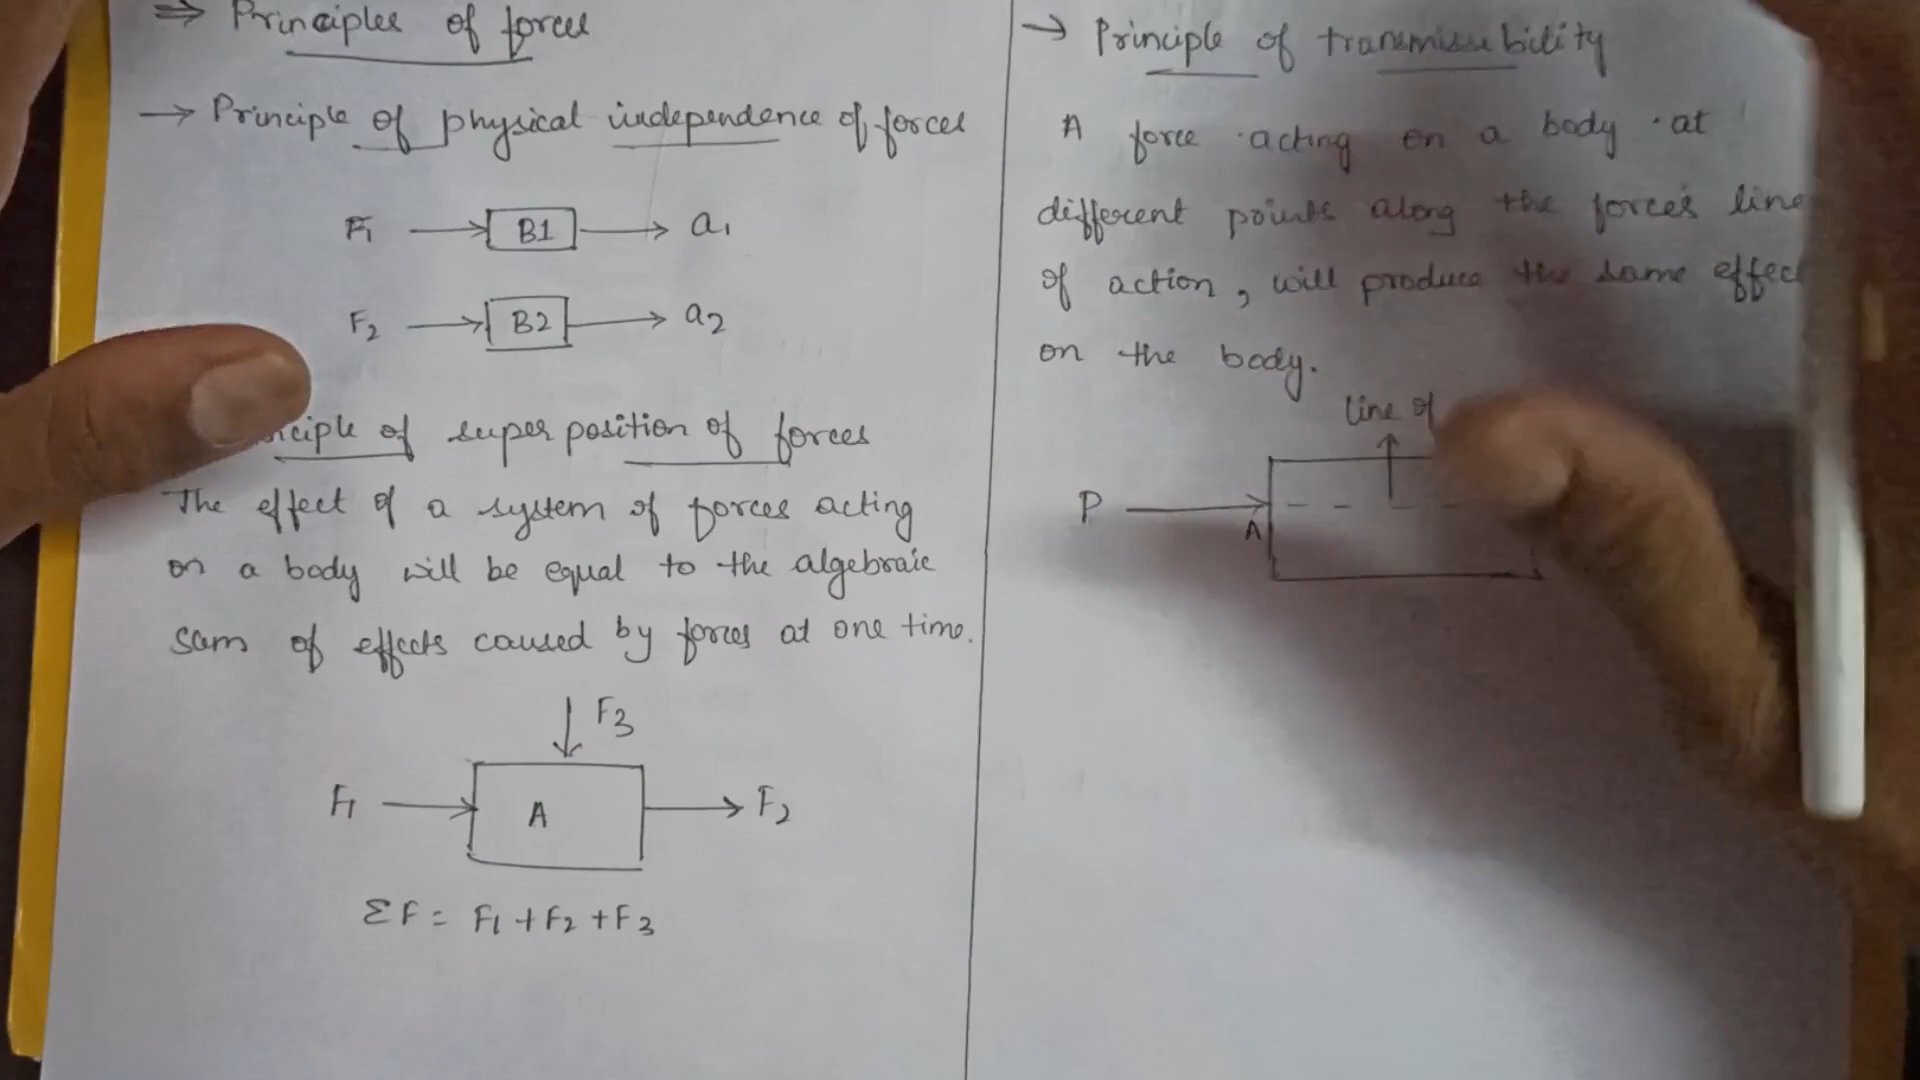 ⇒ Principles of forces
→ Principle of physical independence of forces
F1 → B1 → a1
F2 → B2 → a2
of super position of forces
The effect of a system of forces acting
on a body will be equal to the algebraic
sum of effects caused by forces at one time.
F3
F1 → A → F2
ΣF = F1 + F2 + F3
→ Principle of transmissibility
A force acting on a body at
different points along the forces line
of action, will produce the same effec
on the body.
line of
P
A